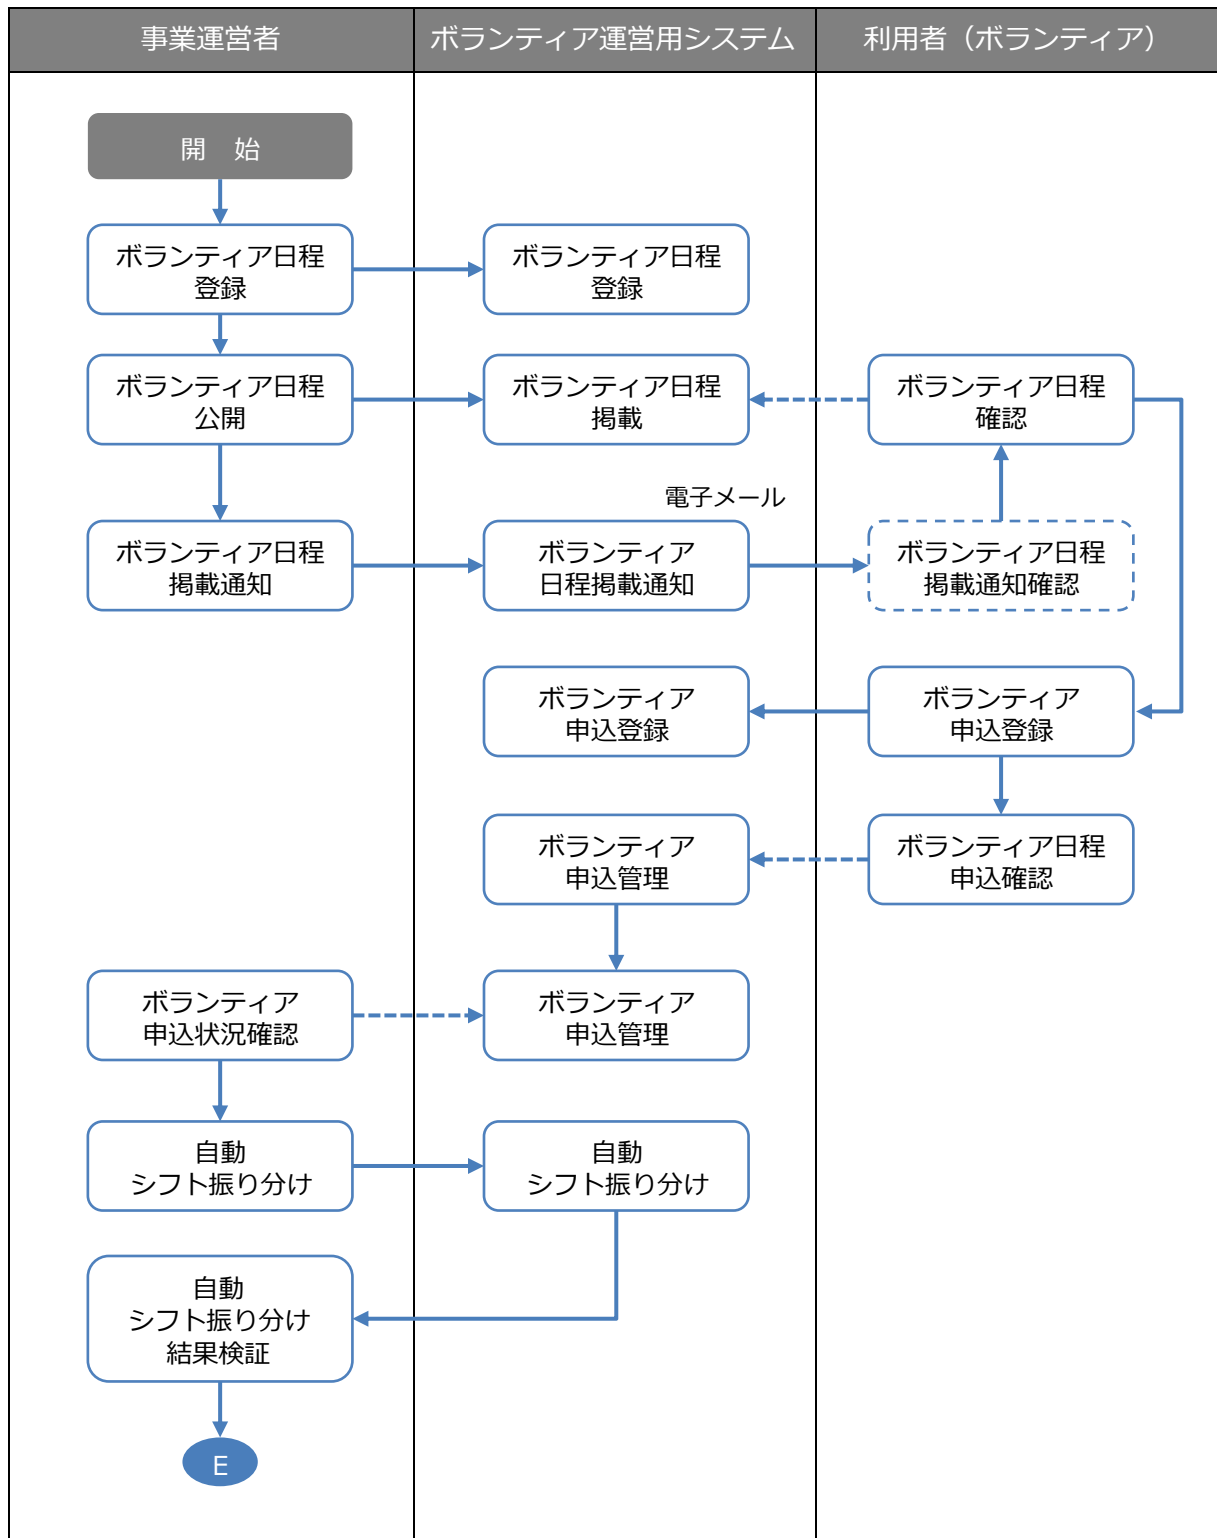 事業運営者
ボランティア運営用システム
利用者（ボランティア）
開　始
ボランティア日程
登録
ボランティア日程
登録
ボランティア日程
公開
ボランティア日程
掲載
ボランティア日程
確認
電子メール
ボランティア日程
掲載通知
ボランティア
日程掲載通知
ボランティア日程
掲載通知確認
ボランティア
申込登録
ボランティア
申込登録
ボランティア
申込管理
ボランティア日程
申込確認
ボランティア
申込状況確認
ボランティア
申込管理
自動
シフト振り分け
自動
シフト振り分け
自動
シフト振り分け
結果検証
E